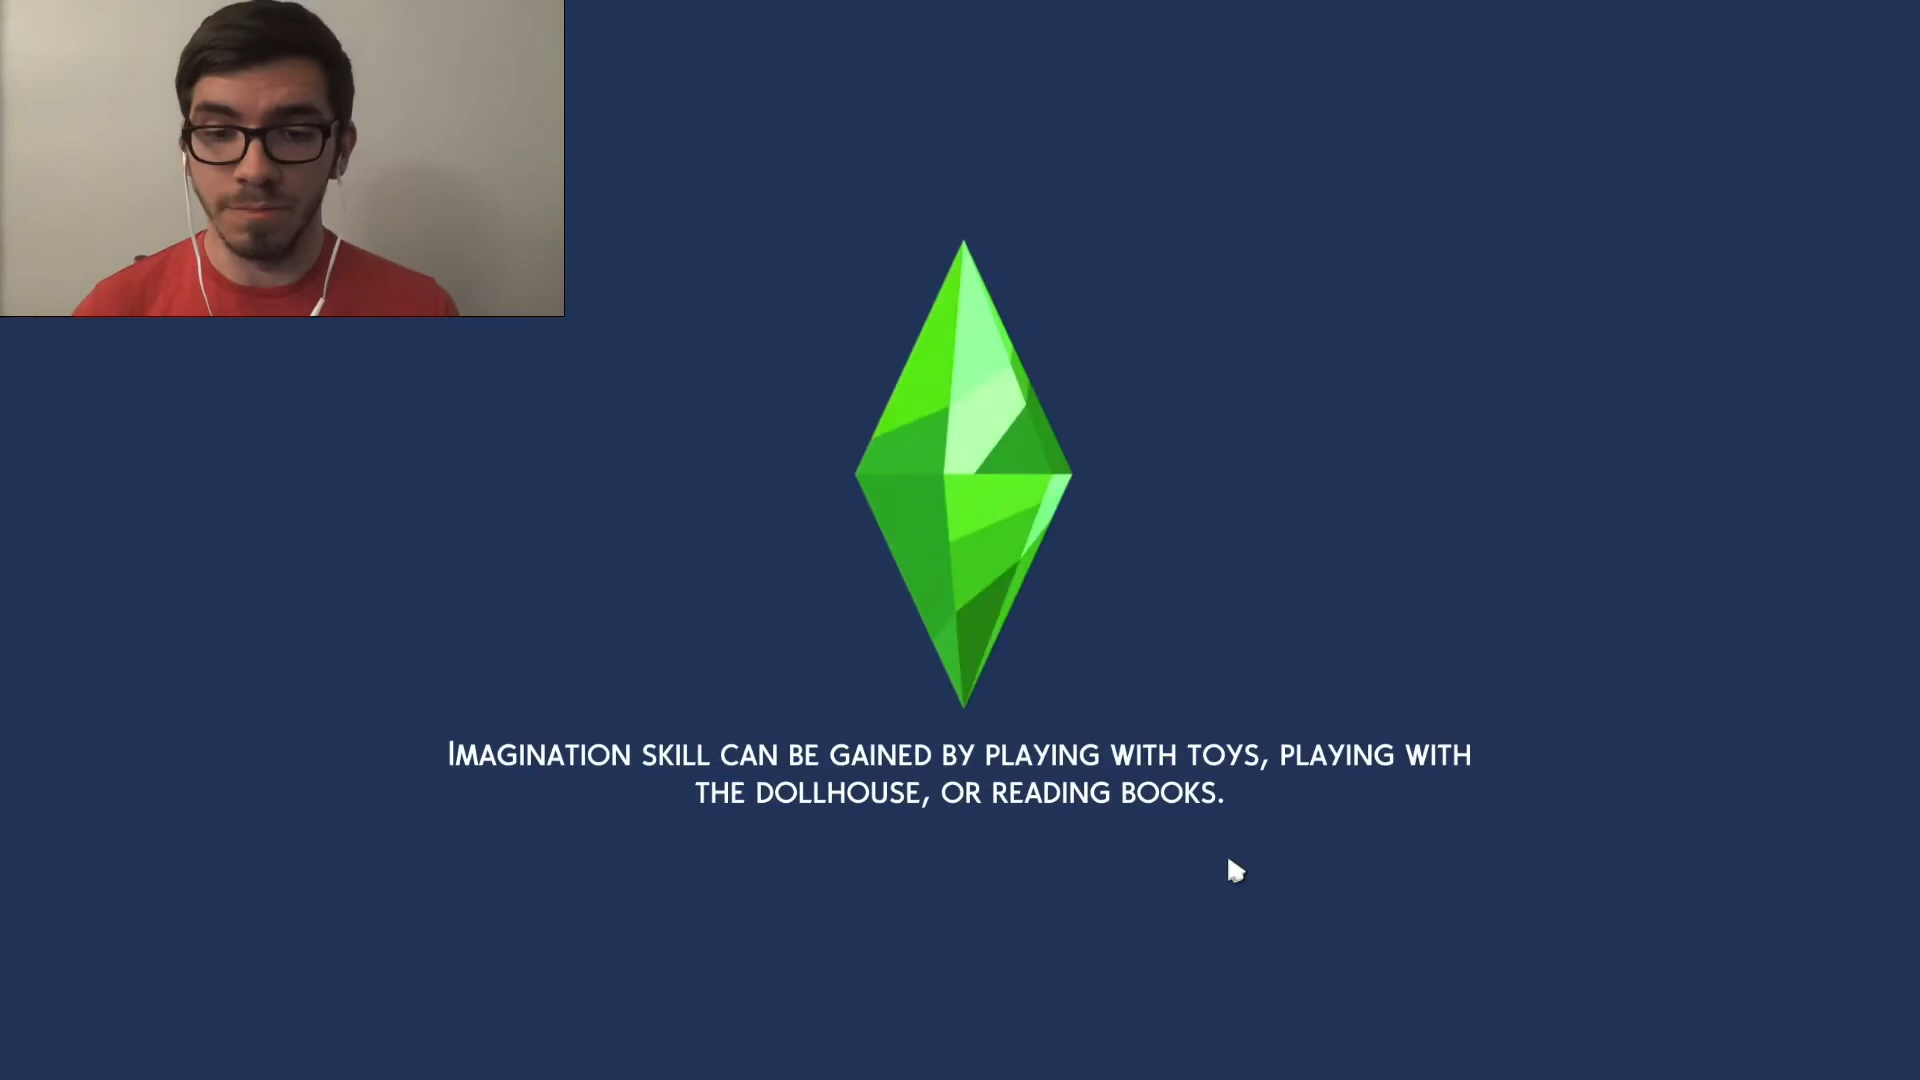 Imagination skill can be gained by playing with toys, playing with
the dollhouse, or reading books.